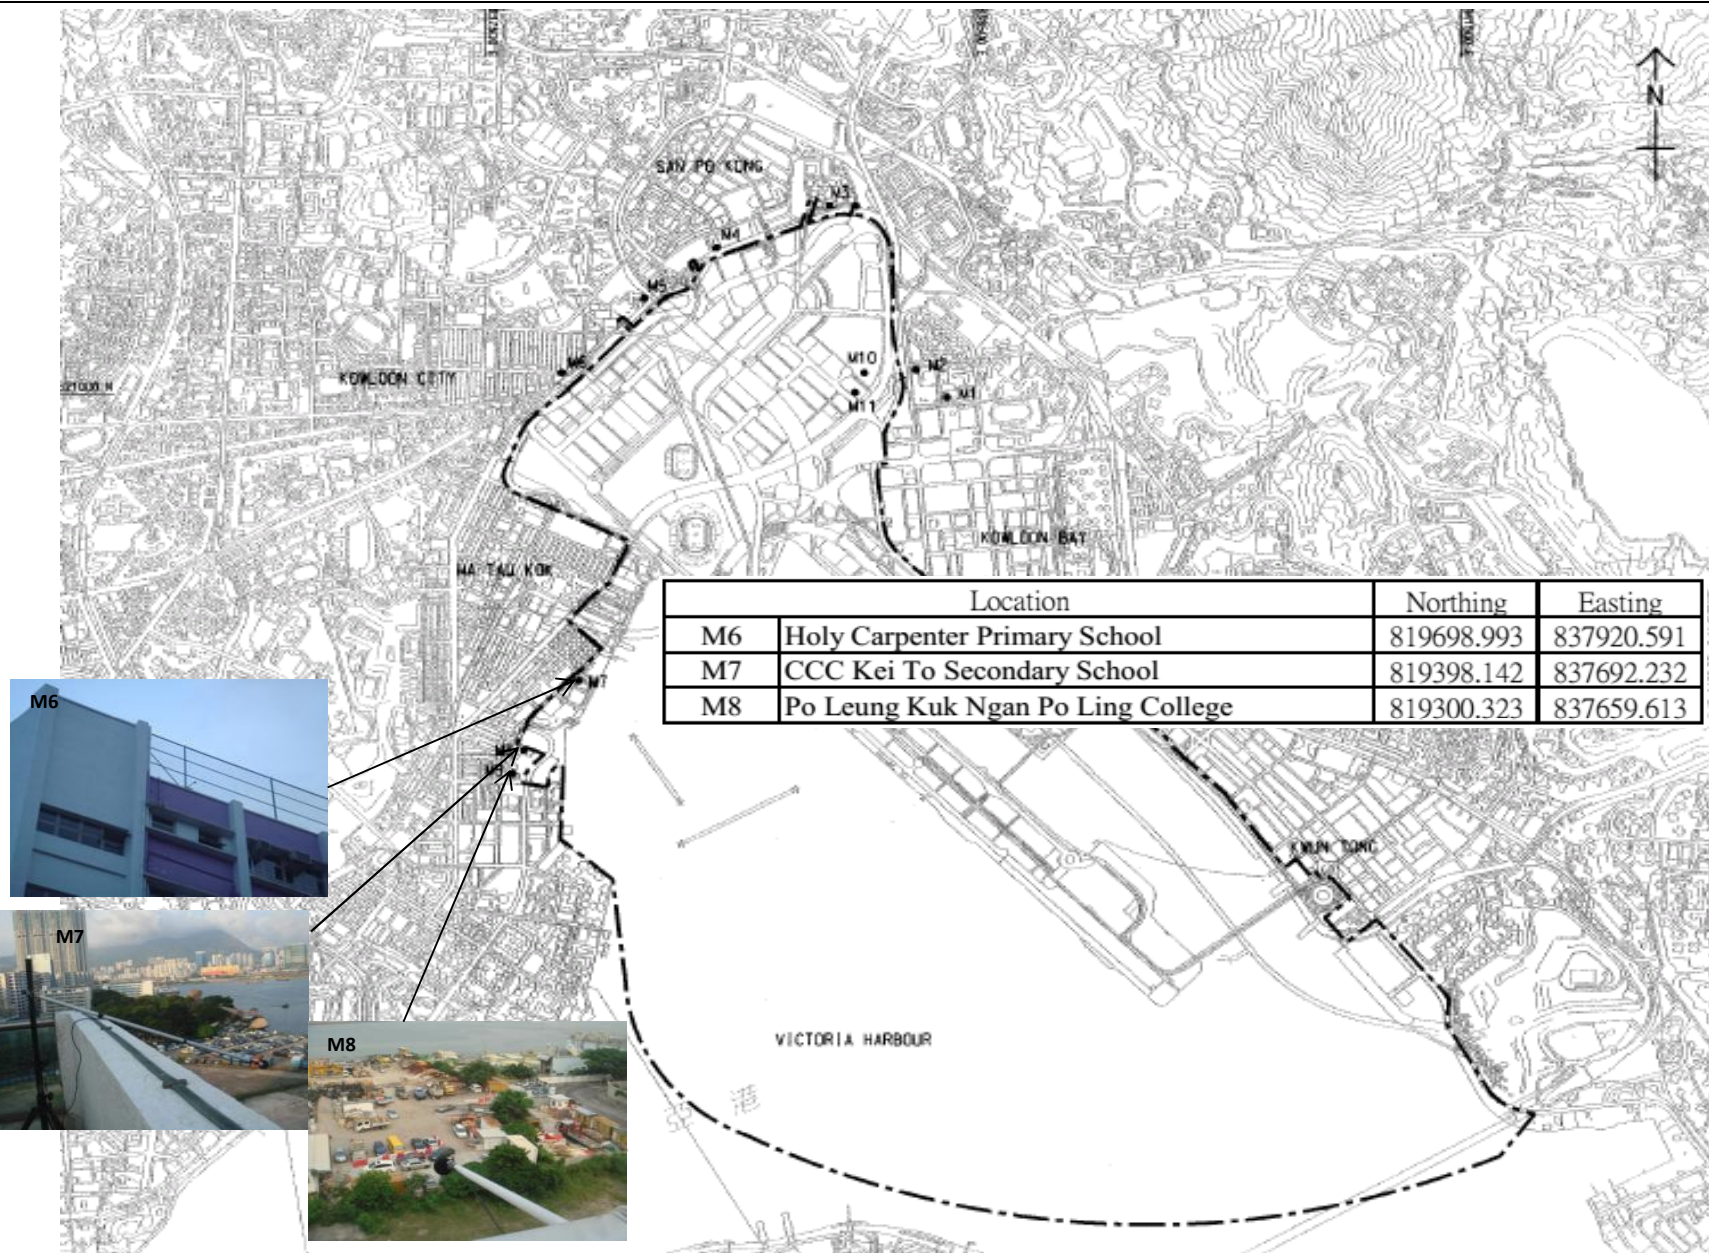 N
SAN PO KONG
M3
M4
M5
M6
KOWLOON CITY
M10
M11
M2
M1
KOWLOON BAY
MA TAU KOK
Location Northing Easting
M6 Holy Carpenter Primary School 819698.993 837920.591
M7 CCC Kei To Secondary School 819398.142 837692.232
M8 Po Leung Kuk Ngan Po Ling College 819300.323 837659.613
M7
M6
M7
M8
KWUN TONG
VICTORIA HARBOUR
港